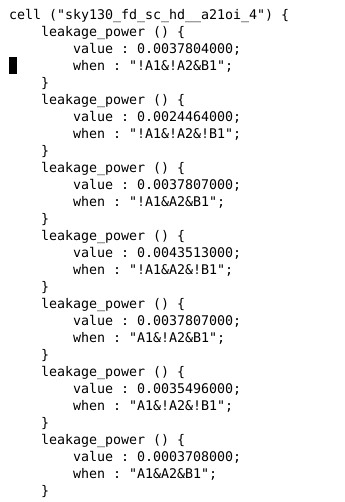 cell ("sky130_fd_sc_hd__a21oi_4") {
    leakage_power () {
        value : 0.0037804000;
        when : "!A1&!A2&B1";
    }
    leakage_power () {
        value : 0.0024464000;
        when : "!A1&!A2&!B1";
    }
    leakage_power () {
        value : 0.0037807000;
        when : "!A1&A2&B1";
    }
    leakage_power () {
        value : 0.0043513000;
        when : "!A1&A2&!B1";
    }
    leakage_power () {
        value : 0.0037807000;
        when : "A1&!A2&B1";
    }
    leakage_power () {
        value : 0.0035496000;
        when : "A1&!A2&!B1";
    }
    leakage_power () {
        value : 0.0003708000;
        when : "A1&A2&B1";
    }